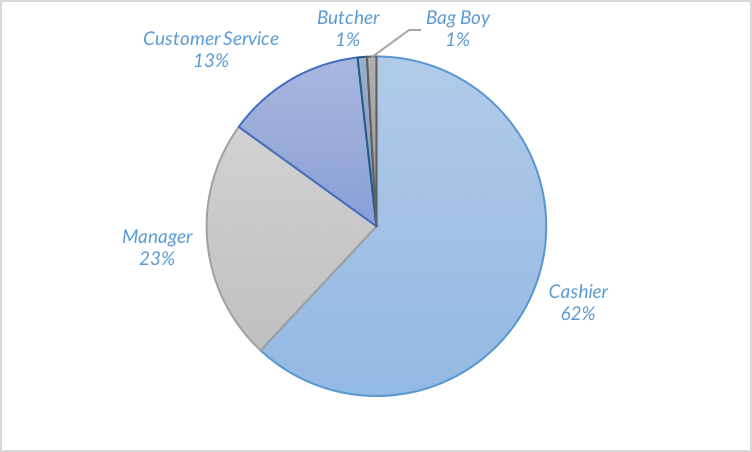 Butcher
1%
Bag Boy
1%
Customer Service
13%
Manager
23%
Cashier
62%